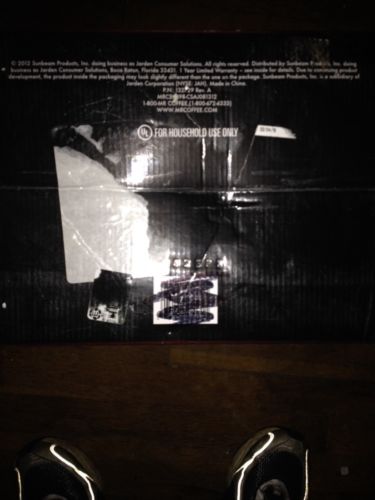 © 2012 Sunbeam Products, Inc. doing business as Jarden Consumer Solutions. All rights reserved. Distributed by Sunbeam Products, Inc. doing
business as Jarden Consumer Solutions, Boca Raton, Florida 33431. 1 Year Limited Warranty – see inside for details. Due to continuing product
development, the product inside the packaging may look slightly different than the one on the package. Sunbeam Products, Inc. is a subsidiary of
Jarden Corporation (NYSE: JAH). Made in China.
P.N. Rev. A
1-800-MR COFFEE (1-800-672-6333)
WWW.MRCOFFEE.COM
UL FOR HOUSEHOLD USE ONLY